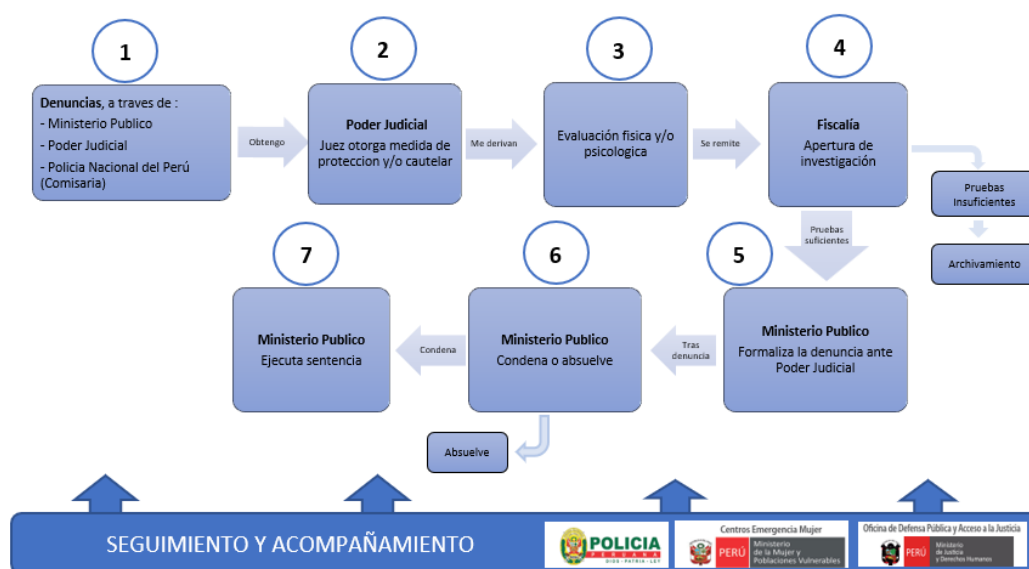 1
2
3
4
Denuncias, a traves de :
- Ministerio Publico
- Poder Judicial
- Policia Nacional del Perú
(Comisaria)
Obtengo
Poder Judicial
Juez otorga medida de
proteccion y/o cautelar
Me derivan
Evaluación fisica y/o
psicologica
Se remite
Fiscalía
Apertura de
investigación
Pruebas
Insuficientes
Archivamiento
Pruebas
suficientes
7
6
5
Ministerio Publico
Ejecuta sentencia
Condena
Ministerio Publico
Condena o absuelve
Tras
denuncia
Ministerio Publico
Formaliza la denuncia ante
Poder Judicial
Absuelve
SEGUIMIENTO Y ACOMPAÑAMIENTO
POLICIA
PERUANA
DIOS - PATRIA - LEY
Centros Emergencia Mujer
PERÚ
Ministerio
de la Mujer y
Poblaciones Vulnerables
Oficina de Defensa Pública y Acceso a la Justicia
PERÚ
Ministerio
de Justicia
y Derechos Humanos